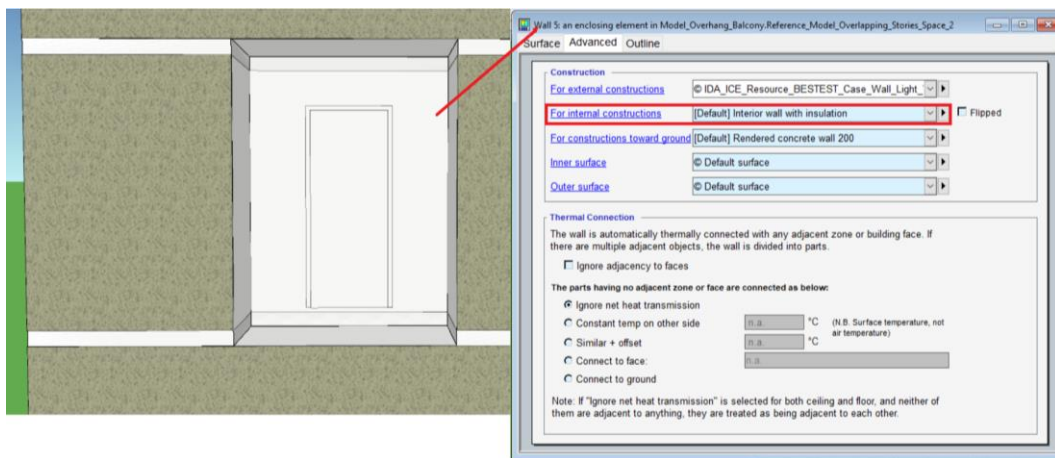 Wall 5: an enclosing element in Model_Overhang_Balcony.Reference_Model_Overlapping_Stories_Space_2
Surface Advanced Outline
Construction
For external constructions © IDA_ICE_Resource_BESTEST_Case_Wall_Light_
For internal constructions [Default] Interior wall with insulation Flipped
For constructions toward ground [Default] Rendered concrete wall 200
Inner surface © Default surface
Outer surface © Default surface
Thermal Connection
The wall is automatically thermally connected with any adjacent zone or building face. If
there are multiple adjacent objects, the wall is divided into parts.
Ignore adjacency to faces
The parts having no adjacent zone or face are connected as below:
Ignore net heat transmission
Constant temp on other side n.a. °C (N.B. Surface temperature, not
air temperature)
Similar + offset n.a. °C
Connect to face: n.a.
Connect to ground
Note: If "Ignore net heat transmission" is selected for both ceiling and floor, and neither of
them are adjacent to anything, they are treated as being adjacent to each other.